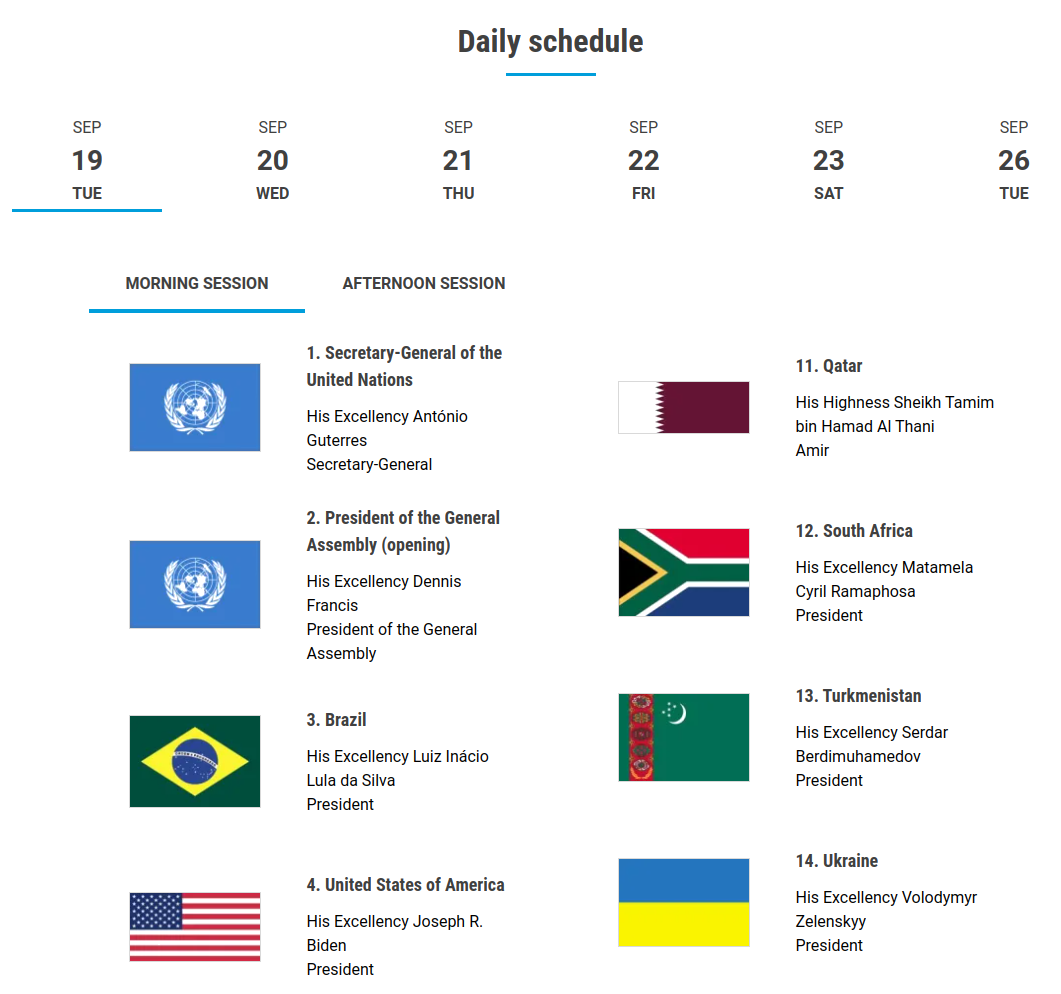 Daily schedule
SEP
19
TUE
SEP
20
WED
SEP
21
THU
SEP
22
FRI
SEP
23
SAT
SEP
26
TUE
MORNING SESSION
AFTERNOON SESSION
1. Secretary-General of the
United Nations
His Excellency António
Guterres
Secretary-General
2. President of the General
Assembly (opening)
His Excellency Dennis
Francis
President of the General
Assembly
3. Brazil
His Excellency Luiz Inácio
Lula da Silva
President
4. United States of America
His Excellency Joseph R.
Biden
President
11. Qatar
His Highness Sheikh Tamim
bin Hamad Al Thani
Amir
12. South Africa
His Excellency Matamela
Cyril Ramaphosa
President
13. Turkmenistan
His Excellency Serdar
Berdimuhamedov
President
14. Ukraine
His Excellency Volodymyr
Zelenskyy
President